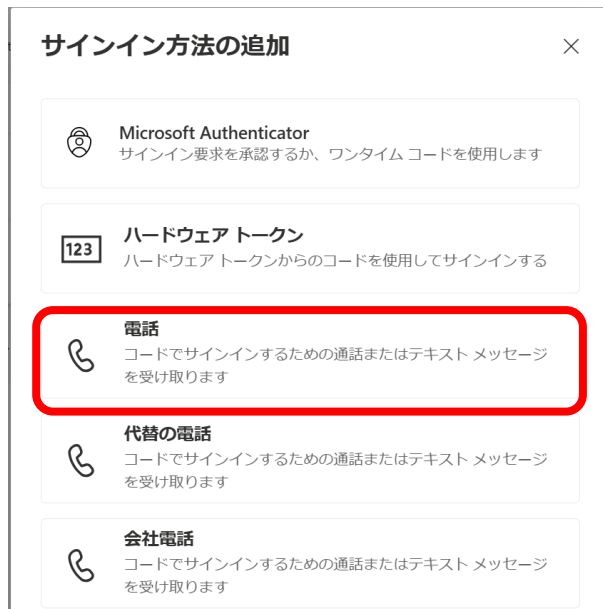 サインイン方法の追加
Microsoft Authenticator
サインイン要求を承認するか、ワンタイム コードを使用します
123
ハードウェア トークン
ハードウェア トークンからのコードを使用してサインインする
電話
コードでサインインするための通話またはテキスト メッセージ
を受け取ります
代替の電話
コードでサインインするための通話またはテキスト メッセージ
を受け取ります
会社電話
コードでサインインするための通話またはテキスト メッセージ
を受け取ります